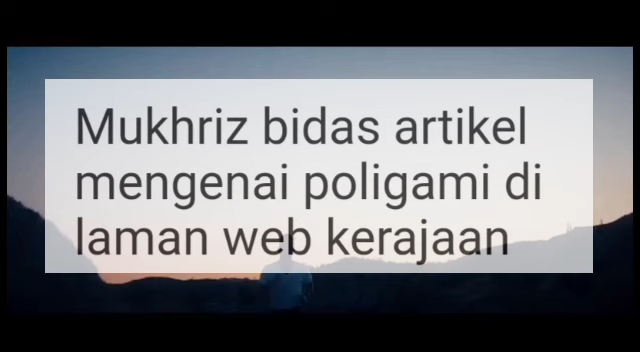 Mukhriz bidas artikel
mengenai poligami di
laman web kerajaan